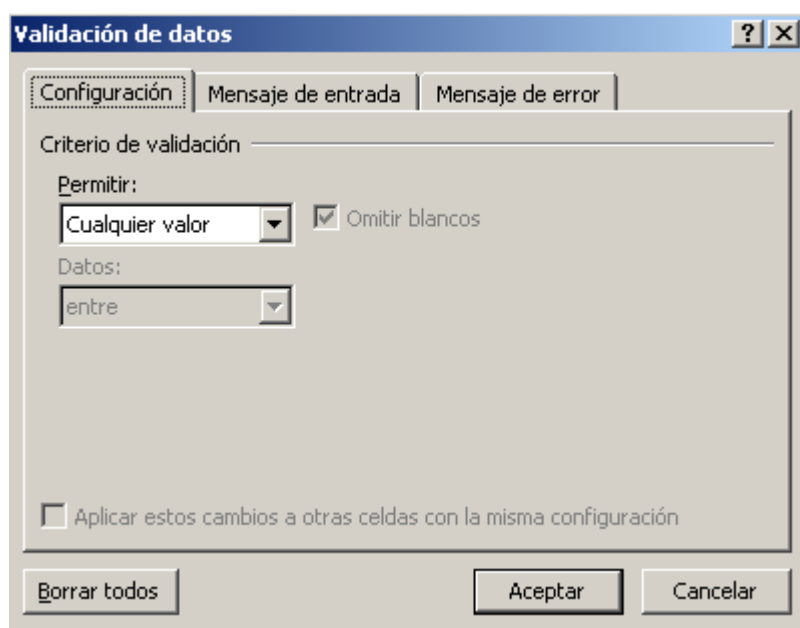 Validación de datos
Configuración Mensaje de entrada Mensaje de error
Criterio de validación
Permitir:
Cualquier valor Omitir blancos
Datos:
entre
Aplicar estos cambios a otras celdas con la misma configuración
Borrar todos Aceptar Cancelar